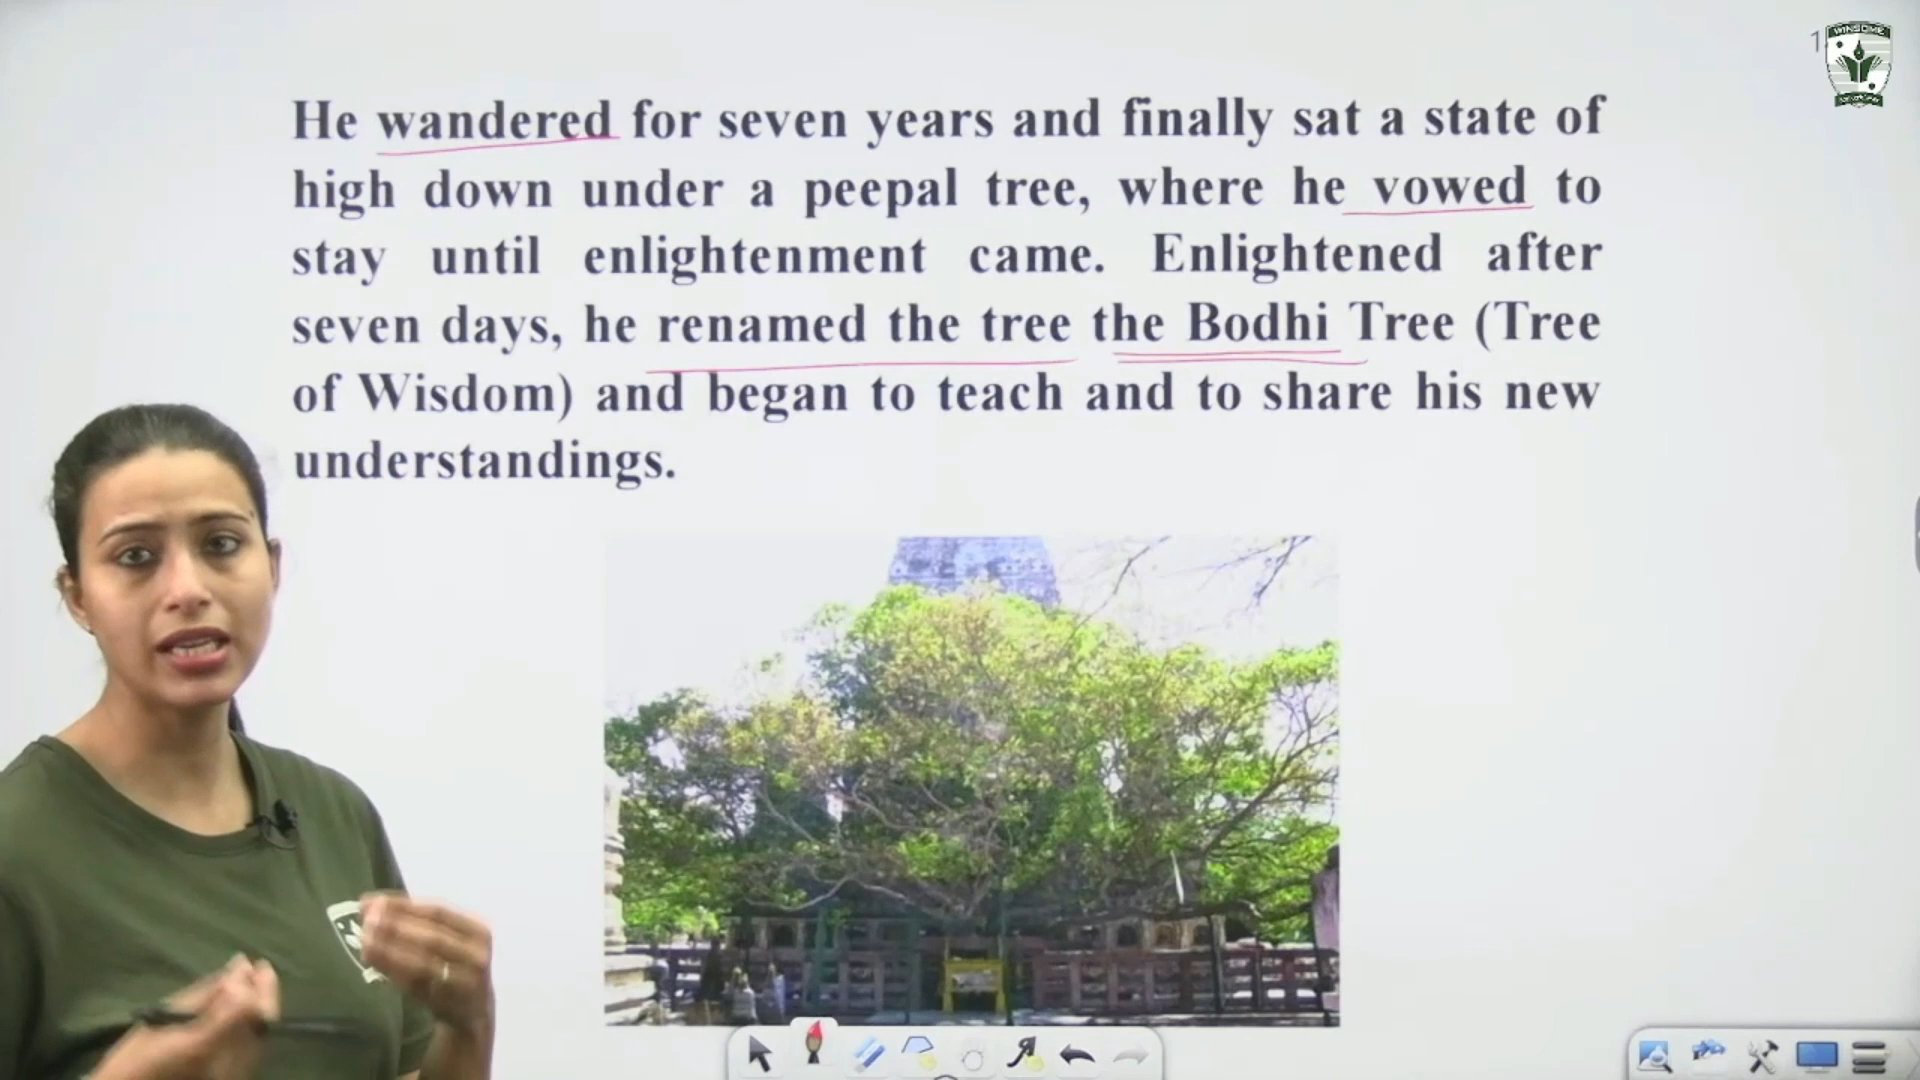 He wandered for seven years and finally sat a state of
high down under a peepal tree, where he vowed to
stay until enlightenment came. Enlightened after
seven days, he renamed the tree the Bodhi Tree (Tree
of Wisdom) and began to teach and to share his new
understandings.
WINSOME